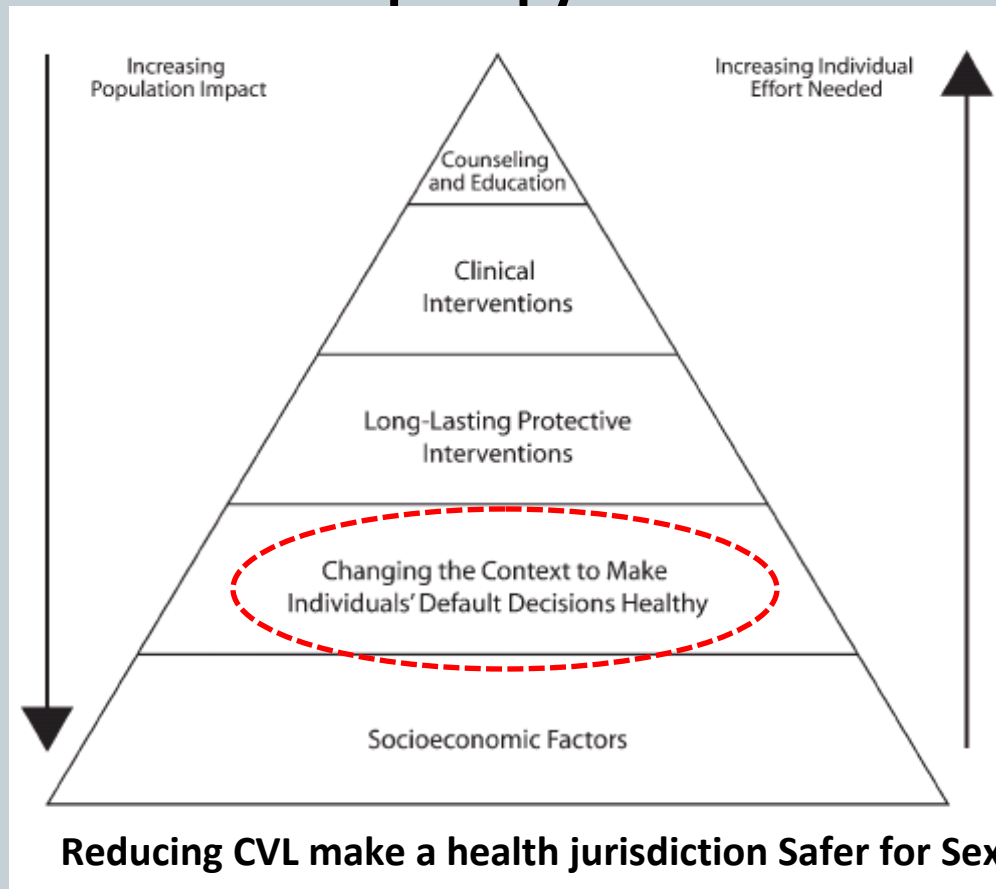 Increasing
Population Impact
Increasing Individual
Effort Needed
Counseling
and Education
Clinical
Interventions
Long-Lasting Protective
Interventions
Changing the Context to Make
Individuals' Default Decisions Healthy
Socioeconomic Factors
Reducing CVL make a health jurisdiction Safer for Sex